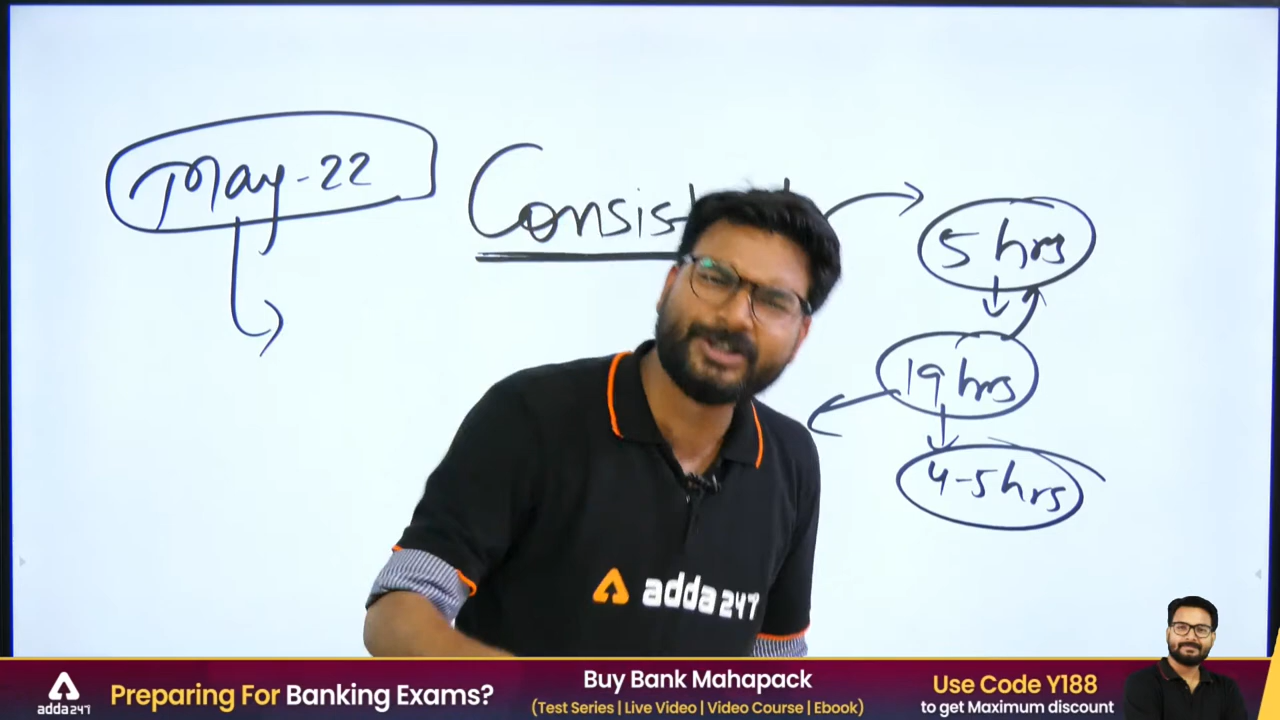 May-22
Consis
5 hrs
19 hrs
4-5 hrs
adda247
adda247
Preparing For Banking Exams?
Buy Bank Mahapack
(Test Series | Live Video | Video Course | Ebook)
Use Code Y188
to get Maximum discount